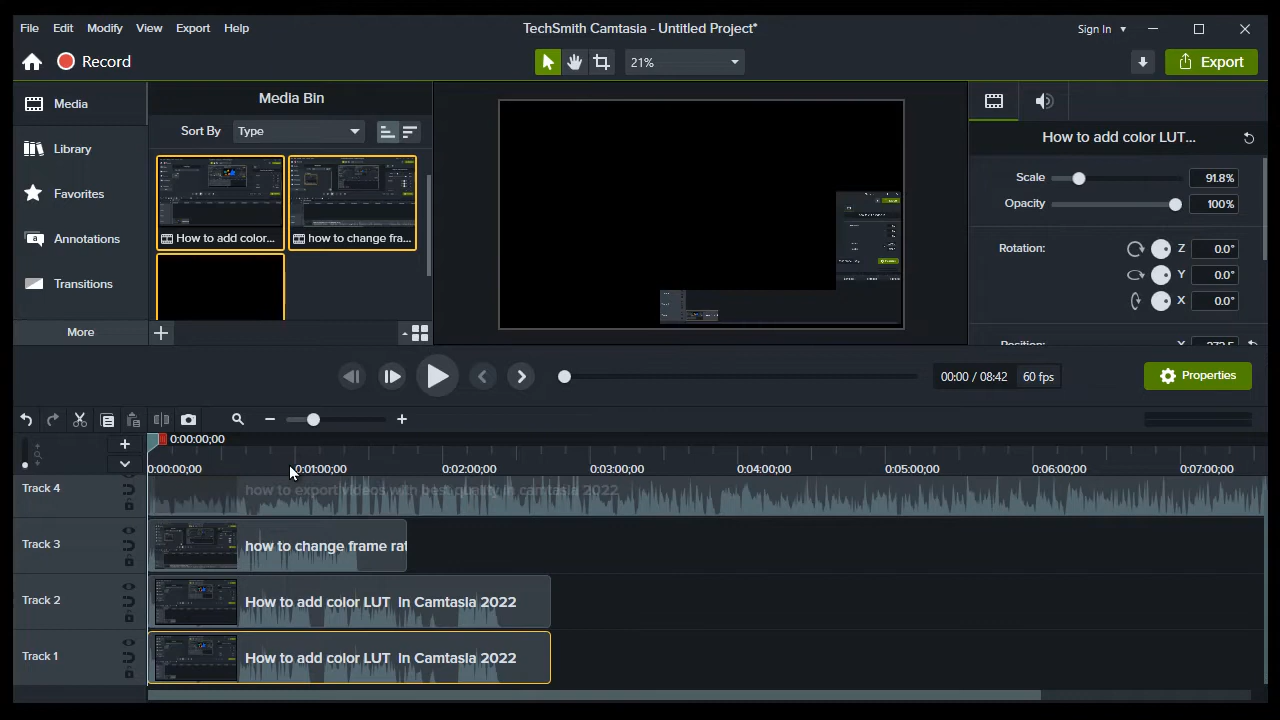 File Edit Modify View Export Help
TechSmith Camtasia - Untitled Project*
Sign In
Record
21%
Export
Media
Library
Favorites
a Annotations
Transitions
More
Media Bin
Sort By Type
How to add color...
how to change fra...
How to add color LUT...
Scale 91.8%
Opacity 100%
Rotation: Z 0.0°
Y 0.0°
X 0.0°
00:00 / 08:42 60 fps
Properties
0:00:00;00
0:00:00;00 0:01:00;00 0:02:00;00 0:03:00;00 0:04:00;00 0:05:00;00 0:06:00;00 0:07:00;00
Track 4 how to export videos with best quality in camtasia 2022
Track 3 how to change frame rat
Track 2 How to add color LUT In Camtasia 2022
Track 1 How to add color LUT In Camtasia 2022